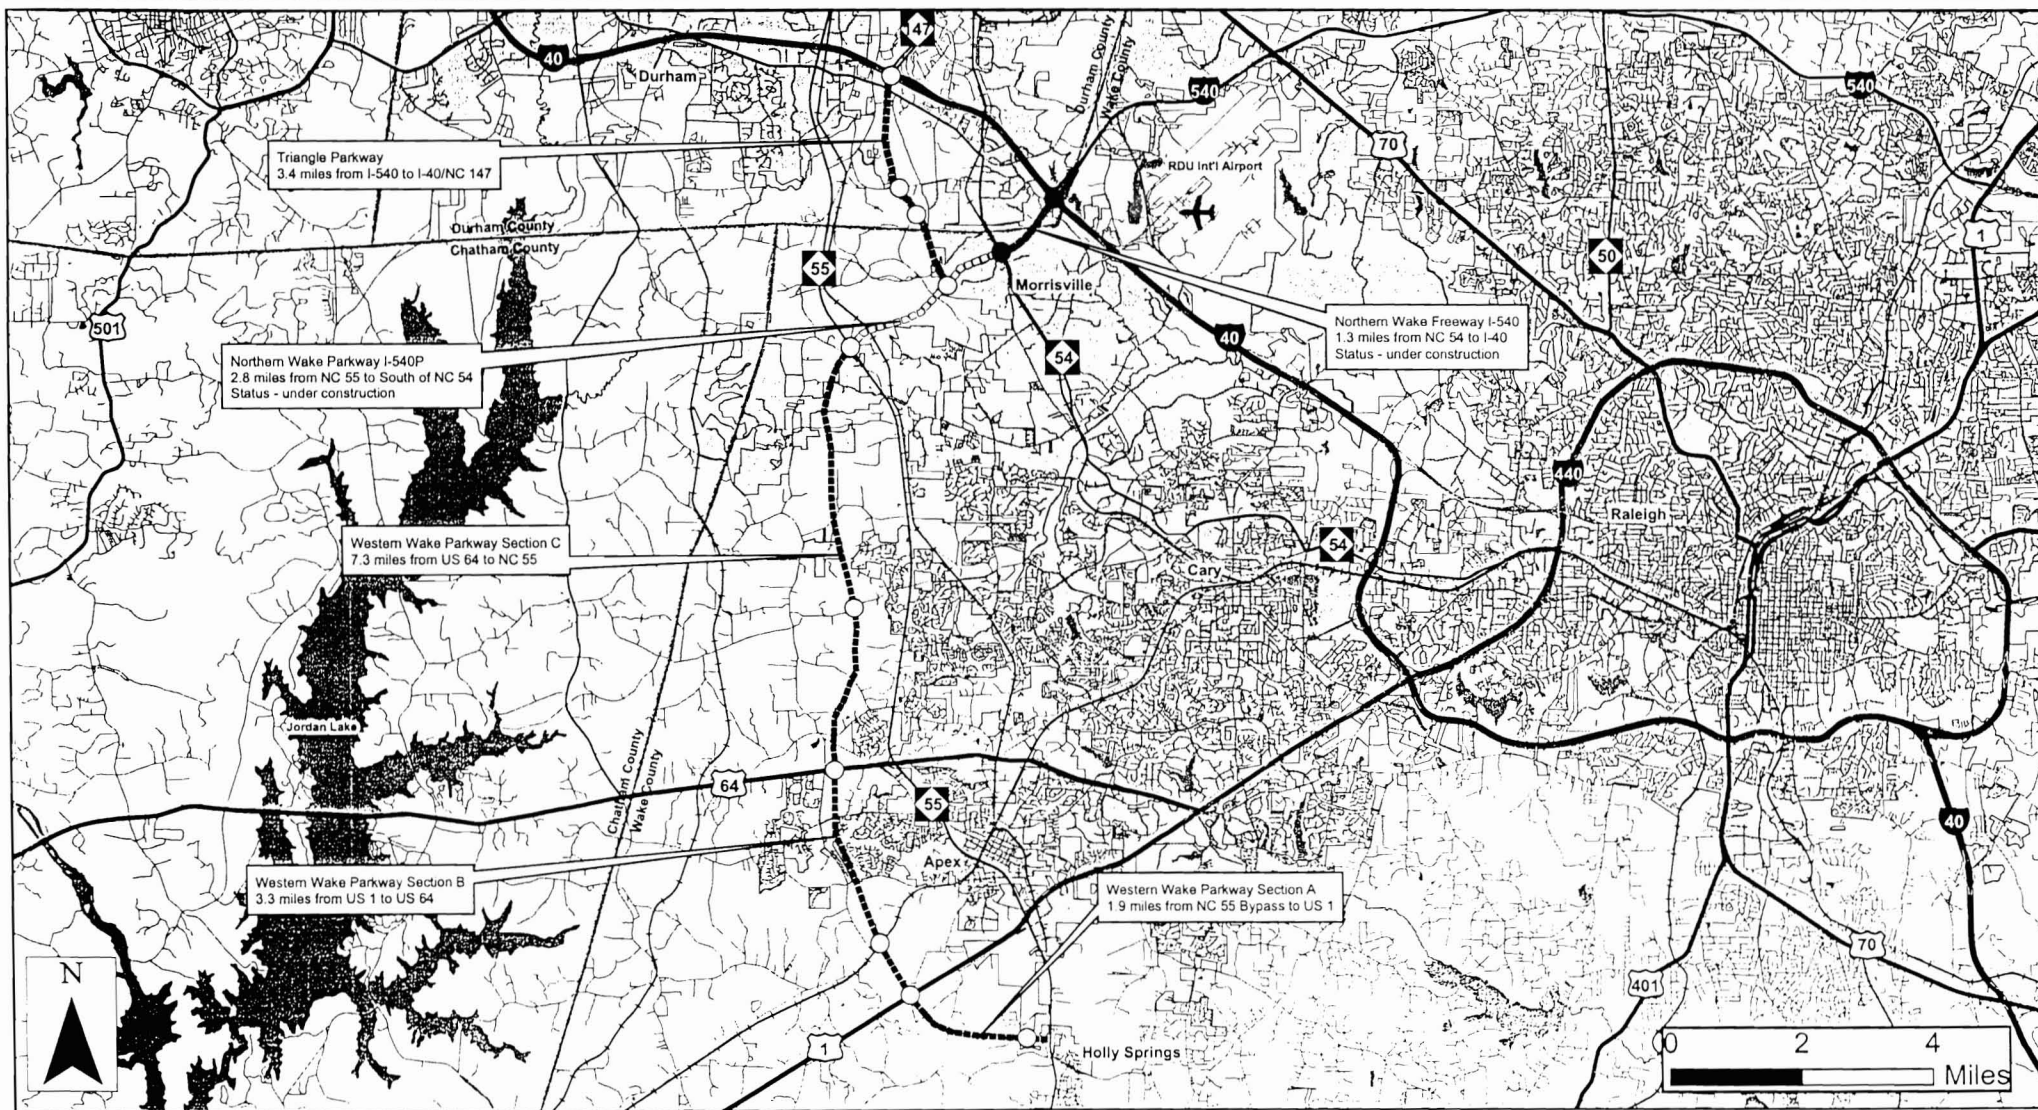 147
40
Durham
Durham County
Wake County
540
540
70
Triangle Parkway
3.4 miles from I-540 to I-40/NC 147
RDU Int'l Airport
Durham County
Chatham County
1
50
55
Morrisville
501
Northern Wake Freeway I-540
1.3 miles from NC 54 to I-40
Status - under construction
40
54
Northern Wake Parkway I-540P
2.8 miles from NC 55 to South of NC 54
Status - under construction
440
Raleigh
Western Wake Parkway Section C
7.3 miles from US 64 to NC 55
54
Cary
Jordan Lake
Chatham County
Wake County
64
55
40
Apex
Western Wake Parkway Section B
3.3 miles from US 1 to US 64
Western Wake Parkway Section A
1.9 miles from NC 55 Bypass to US 1
70
N
401
1
Holly Springs
0 2 4
Miles